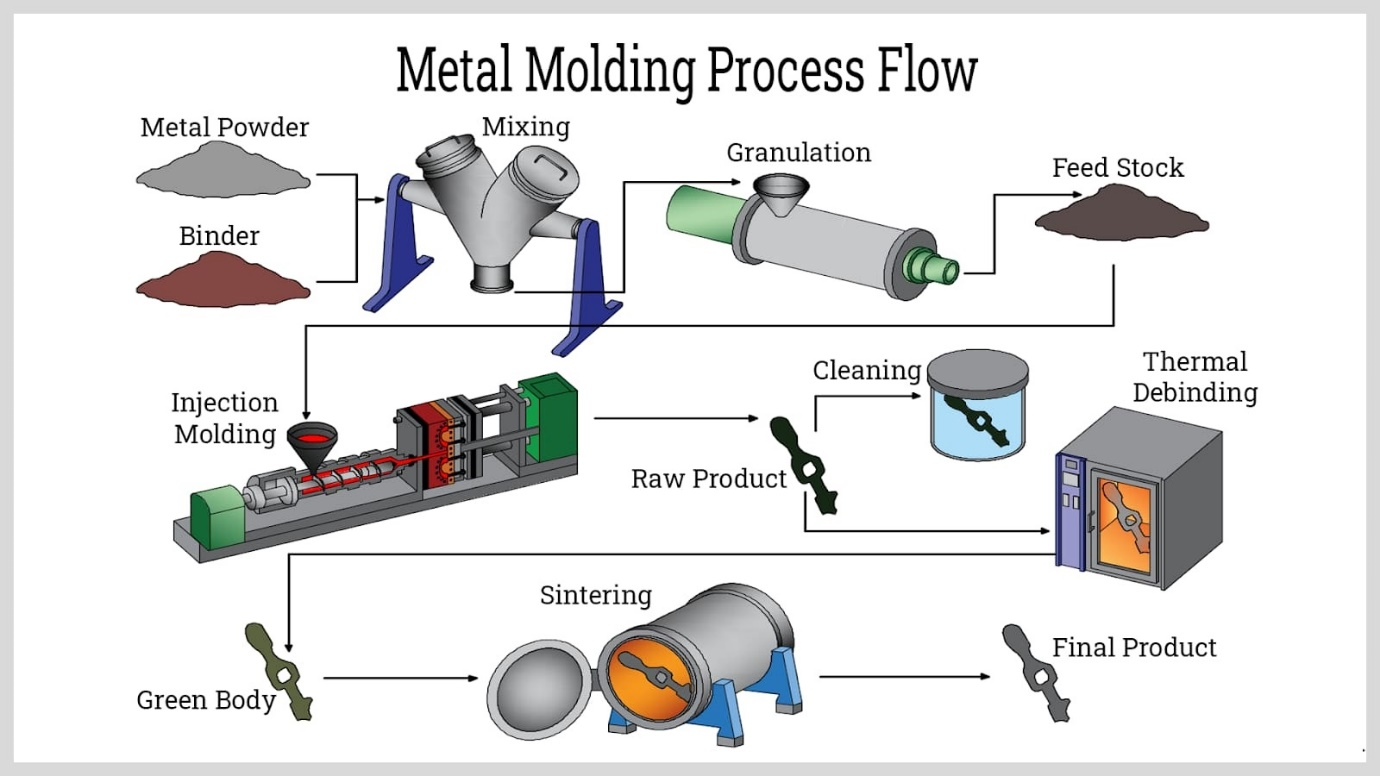 Metal Molding Process Flow
Metal Powder
Mixing
Granulation
Feed Stock
Binder
Injection
Molding
Cleaning
Thermal
Debinding
Raw Product
Sintering
Green Body
Final Product